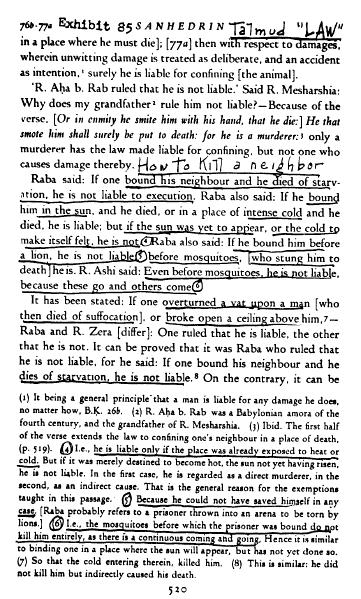 76b-77a Exhibit 85 SANHEDRIN Talmud "LAW"
in a place where he must die]; [77a] then with respect to damages,
wherein unwitting damage is treated as deliberate, and an accident
as intention,¹ surely he is liable for confining [the animal].
'R. Aḥa b. Rab ruled that he is not liable.' Said R. Mesharshia:
Why does my grandfather² rule him not liable?—Because of the
verse, [Or in enmity he smite him with his hand, that he die:] He that
smote him shall surely be put to death: for he is a murderer:³ only a
murderer has the law made liable for confining, but not one who
causes damage thereby. How To Kill a neighbor
Raba said: If one bound his neighbour and he died of starv-
ation, he is not liable to execution. Raba also said: If he bound
him in the sun, and he died, or in a place of intense cold and he
died, he is liable; but if the sun was yet to appear, or the cold to
make itself felt, he is not.④ Raba also said: If he bound him before
a lion, he is not liable:⑤ before mosquitoes, [who stung him to
death] he is. R. Ashi said: Even before mosquitoes, he is not liable,
because these go and others come.⑥
It has been stated: If one overturned a vat upon a man [who
then died of suffocation], or broke open a ceiling above him,⁷—
Raba and R. Zera [differ]: One ruled that he is liable, the other
that he is not. It can be proved that it was Raba who ruled that
he is not liable, for he said: If one bound his neighbour and he
dies of starvation, he is not liable.⁸ On the contrary, it can be
(1) It being a general principle that a man is liable for any damage he does,
no matter how, B.Ḳ. 26b. (2) R. Aḥa b. Rab was a Babylonian amora of the
fourth century, and the grandfather of R. Mesharshia. (3) Ibid. The first half
of the verse extends the law to confining one's neighbour in a place of death,
(p. 519). (4) I.e., he is liable only if the place was already exposed to heat or
cold. But if it was merely destined to become hot, the sun not yet having risen,
he is not liable. In the first case, he is regarded as a direct murderer, in the
second, as an indirect cause. That is the general reason for the exemptions
taught in this passage. (5) Because he could not have saved himself in any
case. [Raba probably refers to a prisoner thrown into an arena to be torn by
lions.] (6) I.e., the mosquitoes before which the prisoner was bound do not
kill him entirely, as there is a continuous coming and going. Hence it is similar
to binding one in a place where the sun will appear, but has not yet done so.
(7) So that the cold entering therein, killed him. (8) This is similar: he did
not kill him but indirectly caused his death.
520